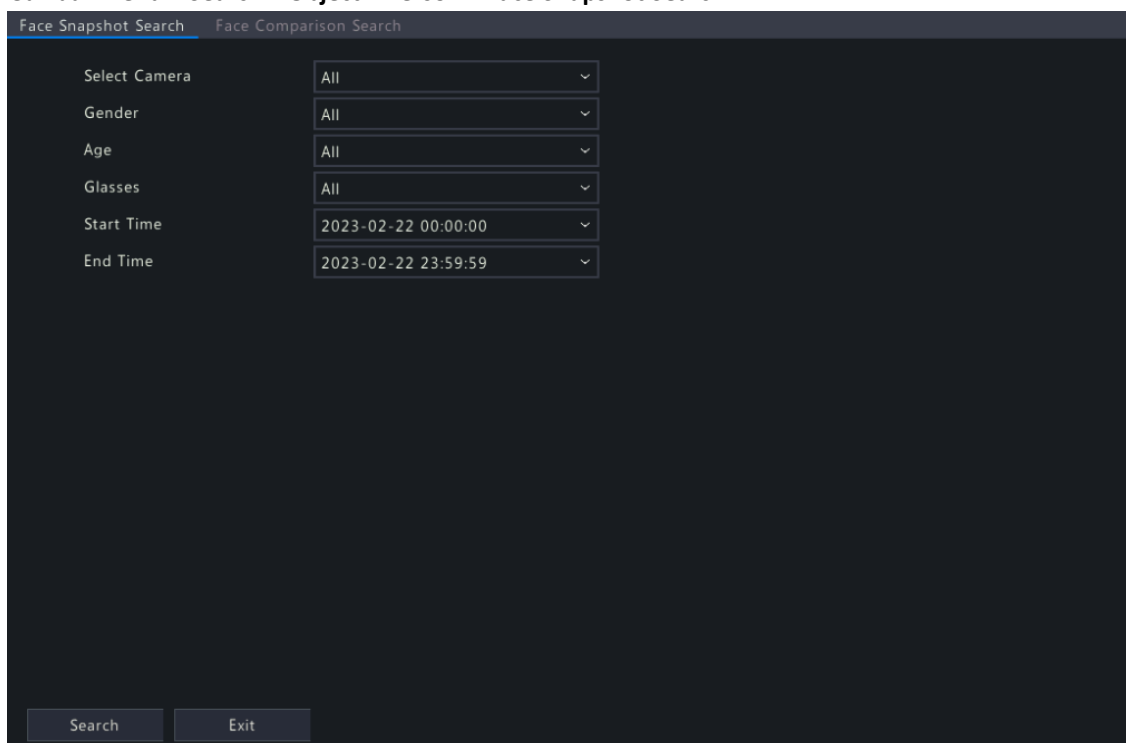 Face Snapshot Search Face Comparison Search
Select Camera All
Gender All
Age All
Glasses All
Start Time 2023-02-22 00:00:00
End Time 2023-02-22 23:59:59
Search Exit